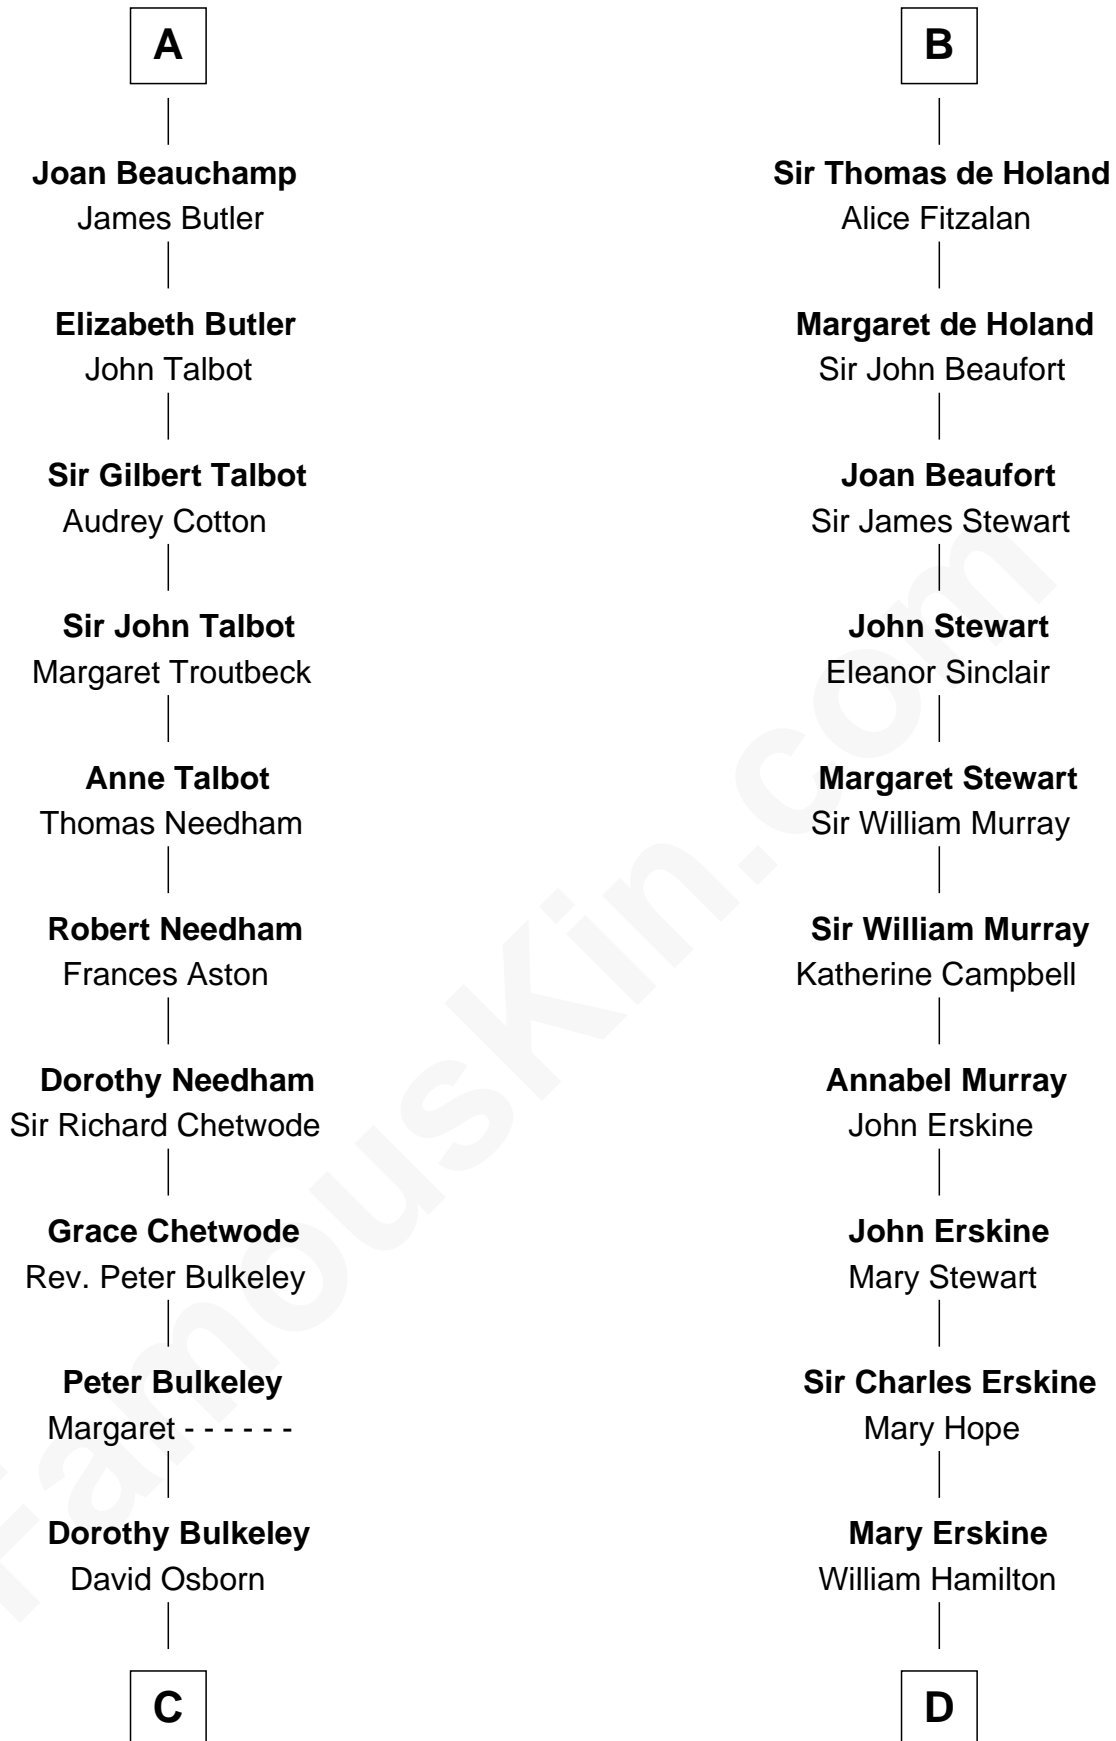 A
Joan Beauchamp
James Butler
Elizabeth Butler
John Talbot
Sir Gilbert Talbot
Audrey Cotton
Sir John Talbot
Margaret Troutbeck
Anne Talbot
Thomas Needham
Robert Needham
Frances Aston
Dorothy Needham
Sir Richard Chetwode
Grace Chetwode
Rev. Peter Bulkeley
Peter Bulkeley
Margaret - - - - - -
Dorothy Bulkeley
David Osborn
C
B
Sir Thomas de Holand
Alice Fitzalan
Margaret de Holand
Sir John Beaufort
Joan Beaufort
Sir James Stewart
John Stewart
Eleanor Sinclair
Margaret Stewart
Sir William Murray
Sir William Murray
Katherine Campbell
Annabel Murray
John Erskine
John Erskine
Mary Stewart
Sir Charles Erskine
Mary Hope
Mary Erskine
William Hamilton
D
FamousKin.com